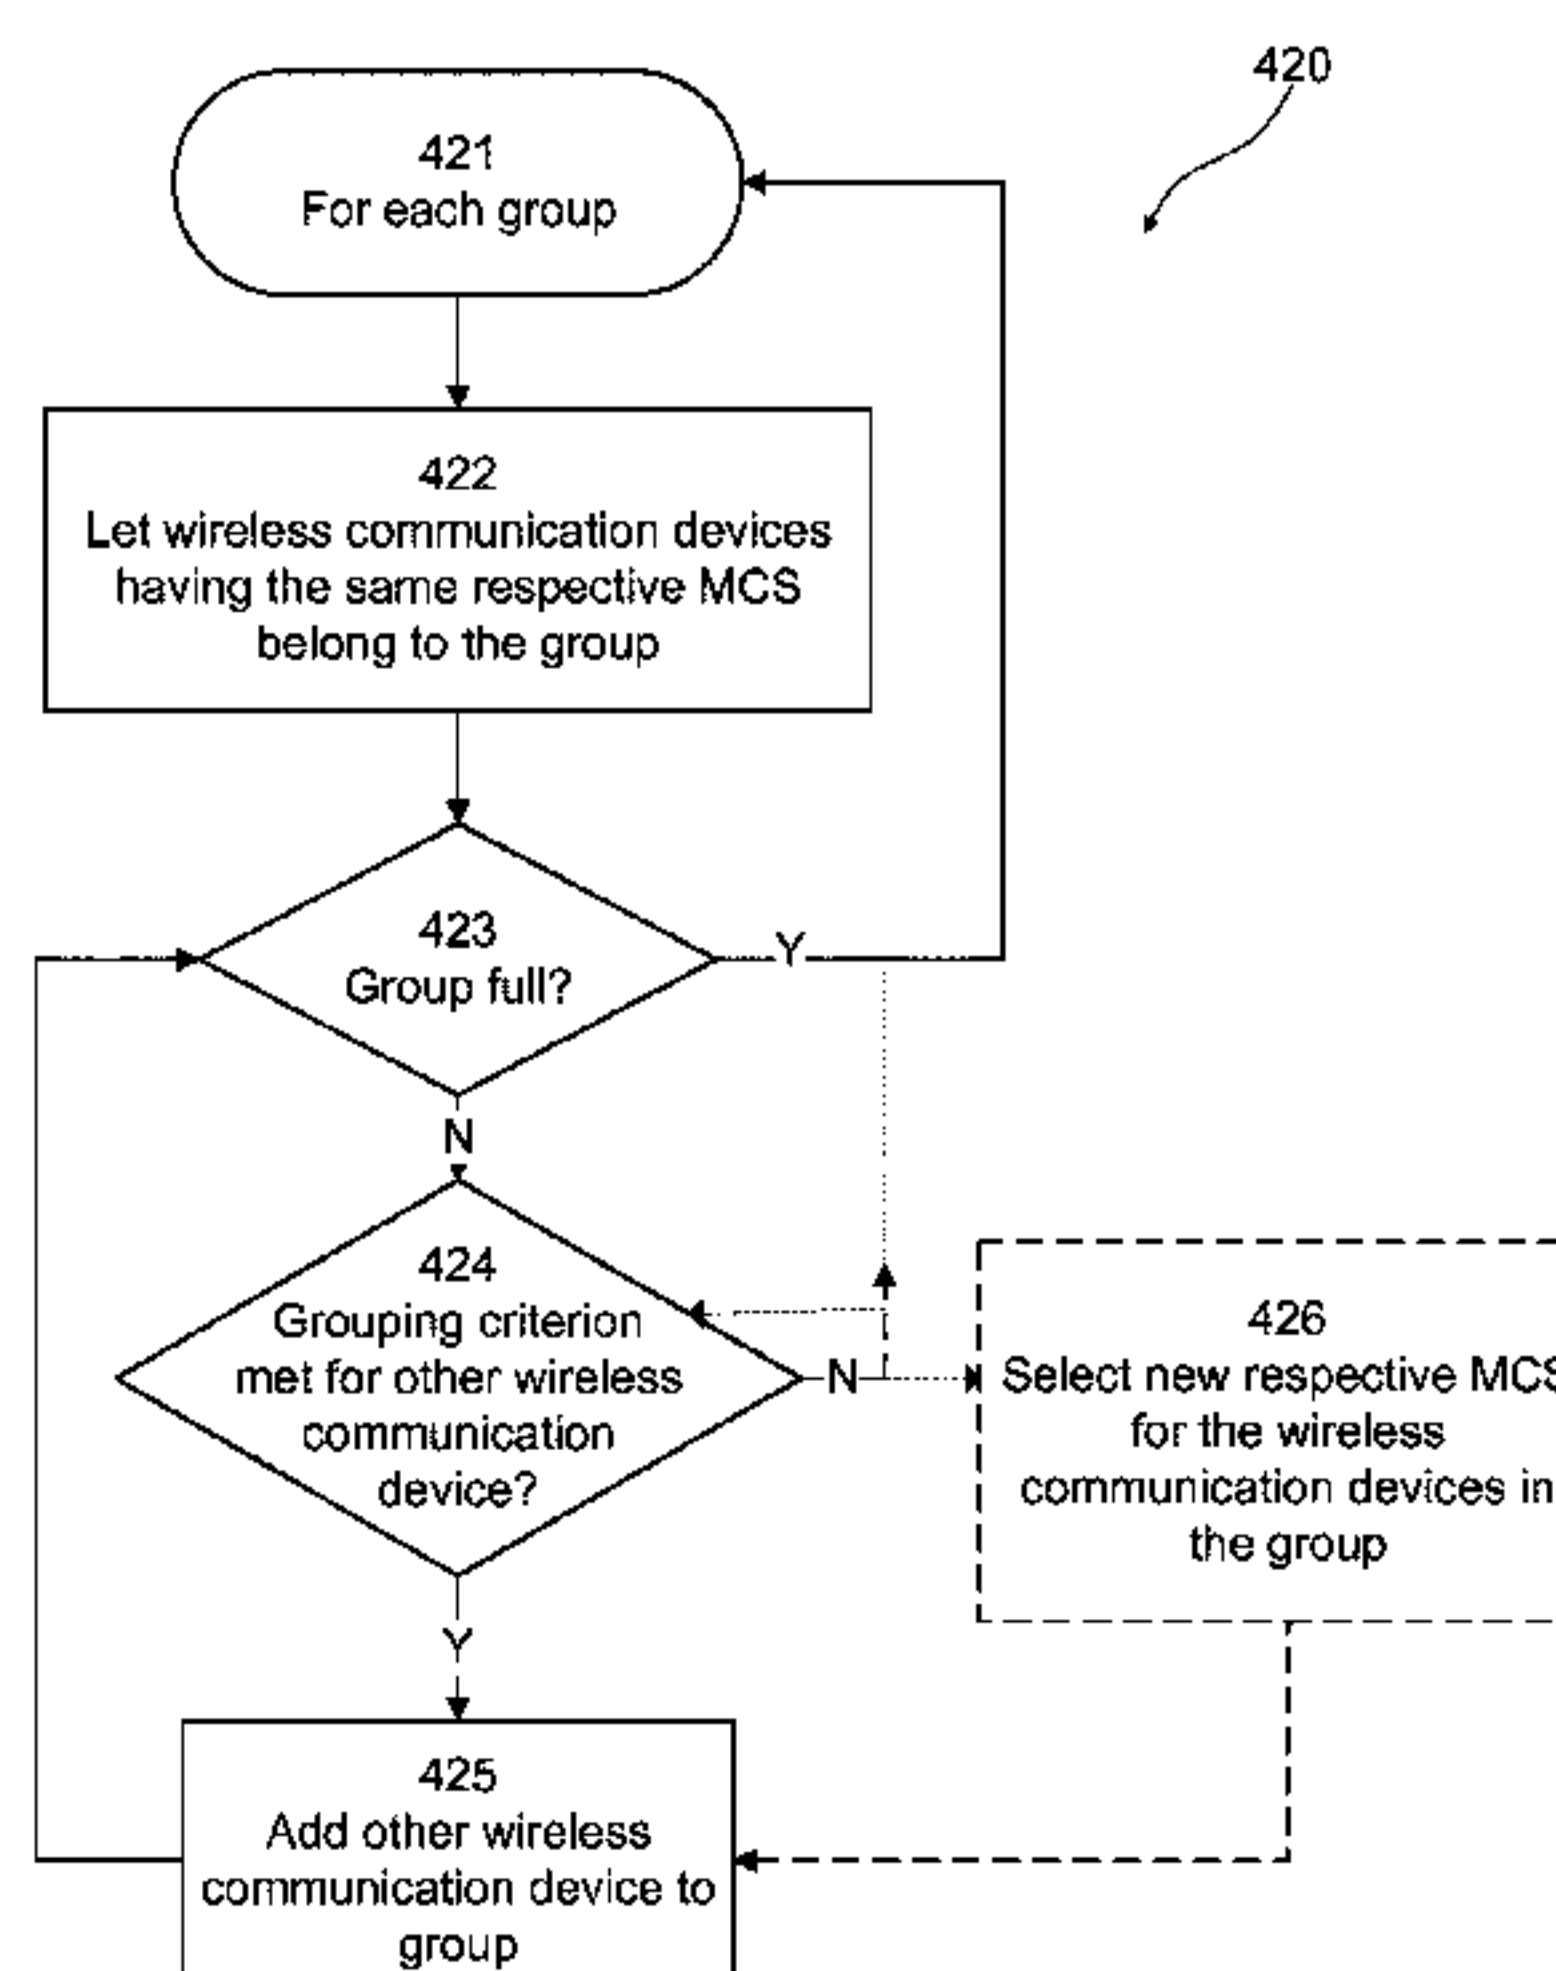 420
421
For each group
422
Let wireless communication devices
having the same respective MCS
belong to the group
423
Group full?
Y
N
424
Grouping criterion
met for other wireless
communication
device?
N
426
Select new respective MCS
for the wireless
communication devices in
the group
Y
425
Add other wireless
communication device to
group